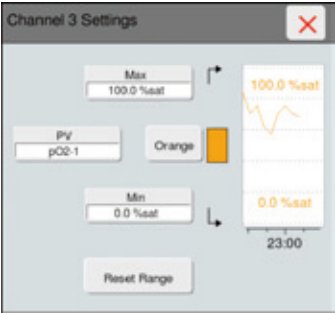 Channel 3 Settings
Max
100.0 %sat
100.0 %sat
PV
pO2-1
Orange
Min
0.0 %sat
0.0 %sat
23:00
Reset Range